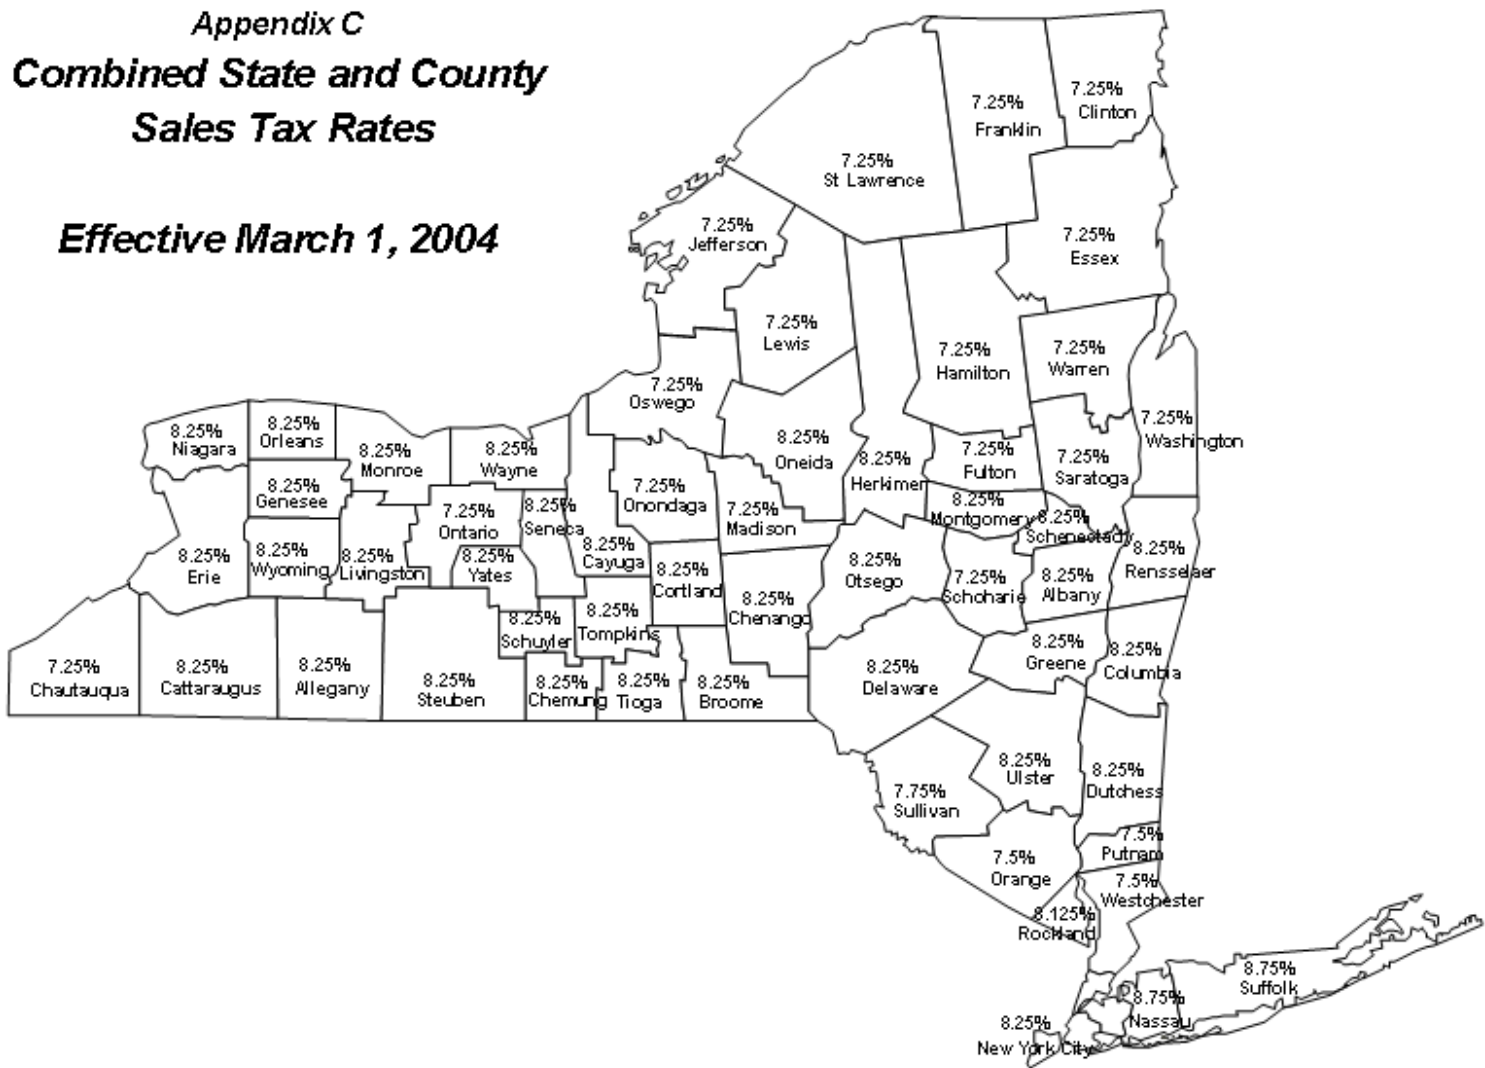 Appendix C
Combined State and County
Sales Tax Rates
Effective March 1, 2004
7.25%
Clinton
7.25%
Franklin
7.25%
St Lawrence
7.25%
Jefferson
7.25%
Essex
7.25%
Lewis
7.25%
Hamilton
7.25%
Warren
7.25%
Oswego
7.25%
Washington
8.25%
Niagara
8.25%
Orleans
8.25%
Monroe
8.25%
Wayne
8.25%
Oneida
8.25%
Herkimer
7.25%
Fulton
7.25%
Saratoga
8.25%
Genesee
7.25%
Ontario
8.25%
Seneca
7.25%
Onondaga
7.25%
Madison
8.25%
Montgomery
8.25%
Schenectady
8.25%
Erie
8.25%
Wyoming
8.25%
Livingston
8.25%
Yates
8.25%
Cayuga
8.25%
Cortland
8.25%
Otsego
7.25%
Schoharie
8.25%
Albany
8.25%
Rensselaer
8.25%
Schuyler
8.25%
Tompkins
8.25%
Chenango
7.25%
Chautauqua
8.25%
Cattaraugus
8.25%
Allegany
8.25%
Steuben
8.25%
Chemung
8.25%
Tioga
8.25%
Broome
8.25%
Delaware
8.25%
Greene
8.25%
Columbia
7.75%
Sullivan
8.25%
Ulster
8.25%
Dutchess
7.5%
Putnam
7.5%
Orange
7.5%
Westchester
8.125%
Rockland
8.75%
Suffolk
8.75%
Nassau
8.25%
New York City